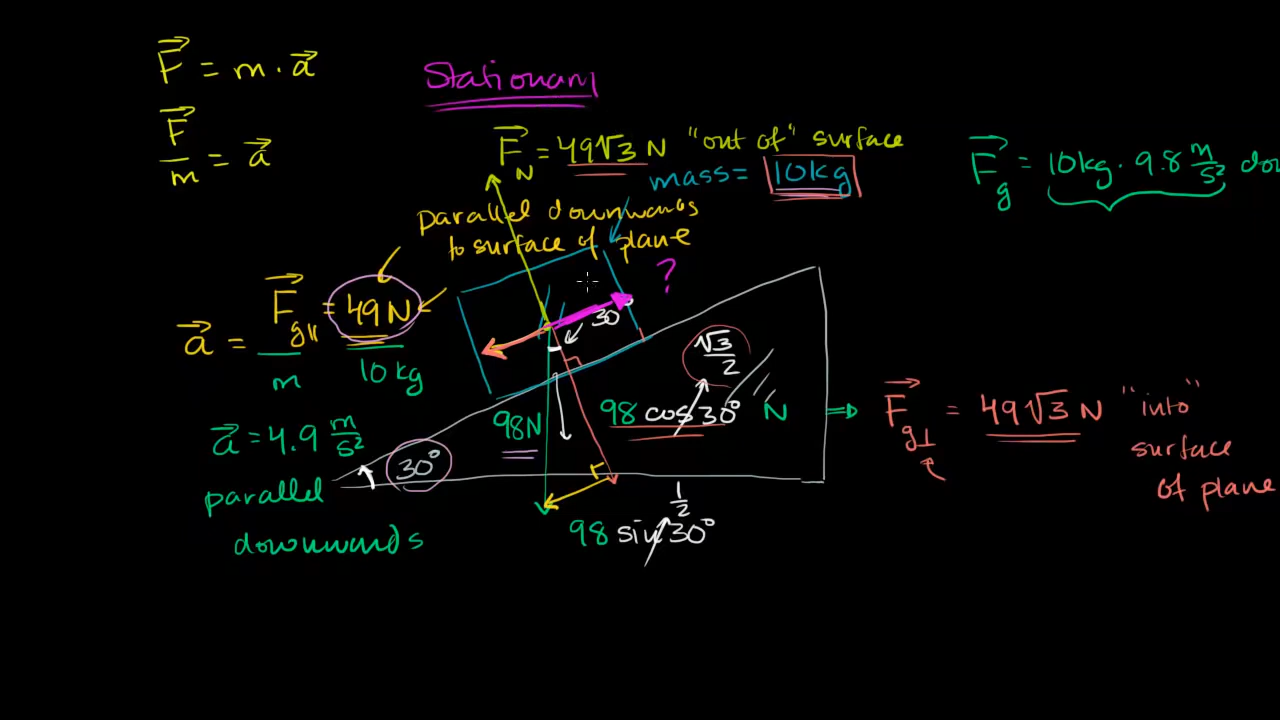 F = m · a
Stationary
F/m = a
F_N = 49√3 N "out of" surface
mass = 10kg
F_g = 10kg · 9.8 m/s²
Parallel downwards
to surface of plane
?
F_g|| = 49N
a = F_g||/m
10 kg
30
√3/2
98N
98 cos 30° N ⇒ F_g⊥ = 49√3 N "into"
surface
of plane
a = 4.9 m/s²
parallel
downwards
30°
1/2
98 sin 30°